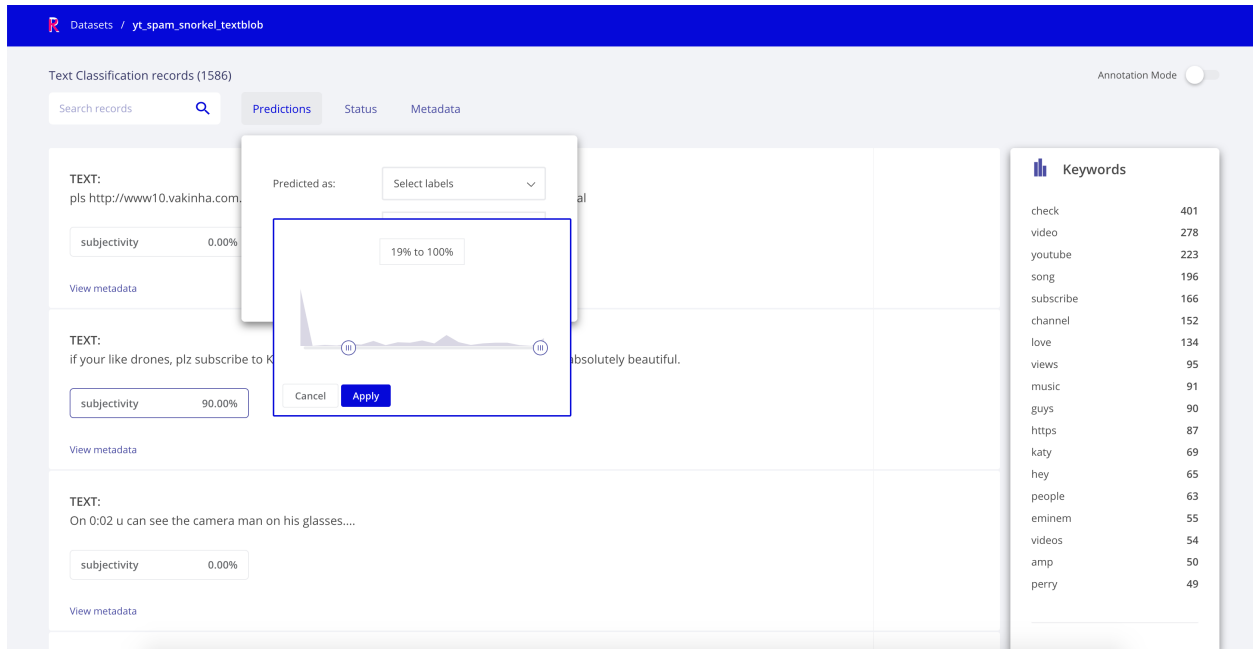 R Datasets / yt_spam_snorkel_textblob
Text Classification records (1586)
Annotation Mode
Search records
Predictions Status Metadata
TEXT:
pls http://www10.vakinha.com. al
subjectivity 0.00%
View metadata
Predicted as: Select labels
19% to 100%
Cancel Apply
TEXT:
if your like drones, plz subscribe to K absolutely beautiful.
subjectivity 90.00%
View metadata
TEXT:
On 0:02 u can see the camera man on his glasses....
subjectivity 0.00%
View metadata
Keywords
check 401
video 278
youtube 223
song 196
subscribe 166
channel 152
love 134
views 95
music 91
guys 90
https 87
katy 69
hey 65
people 63
eminem 55
videos 54
amp 50
perry 49